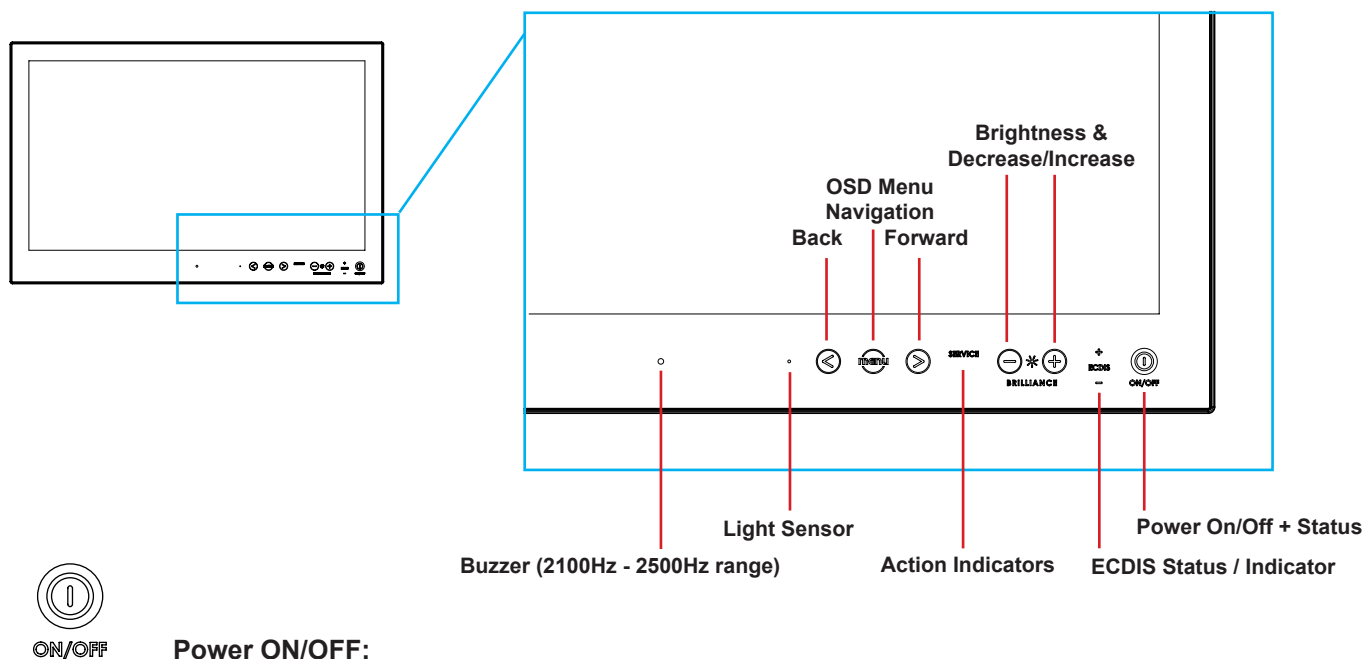 Brightness &
Decrease/Increase
OSD Menu
Navigation
Back
Forward
menu
SERVICE
BRILLIANCE
ECDIS
ON/OFF
Light Sensor
Power On/Off + Status
Buzzer (2100Hz - 2500Hz range)
Action Indicators
ECDIS Status / Indicator
ON/OFF
Power ON/OFF: